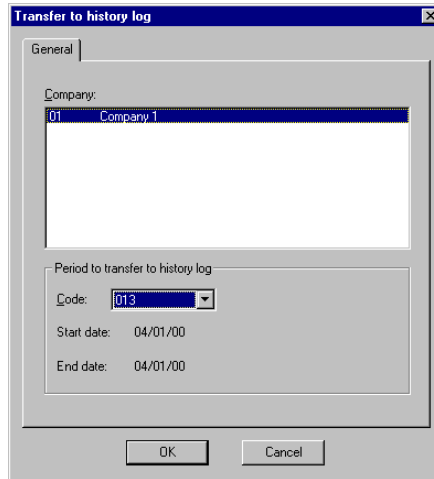 Transfer to history log
General
Company:
01 Company 1
Period to transfer to history log
Code: 013
Start date: 04/01/00
End date: 04/01/00
OK Cancel